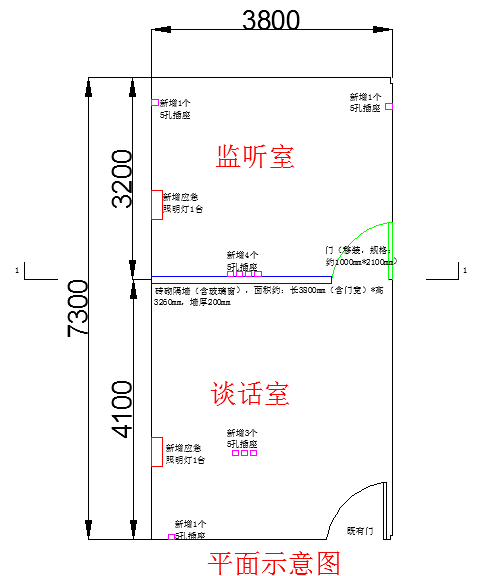 3800
新增1个
5孔插座
新增1个
5孔插座
监听室
3200
新增应急
照明灯1台
门（移装，规格：
约1000mm*2100mm）
新增4个
5孔插座
1
1
砖砌隔墙（含玻璃窗），面积约：长3800mm（含门宽）*高
3260mm，墙厚200mm
7300
谈话室
4100
新增3个
5孔插座
新增应急
照明灯1台
新增1个
5孔插座
既有门
平面示意图